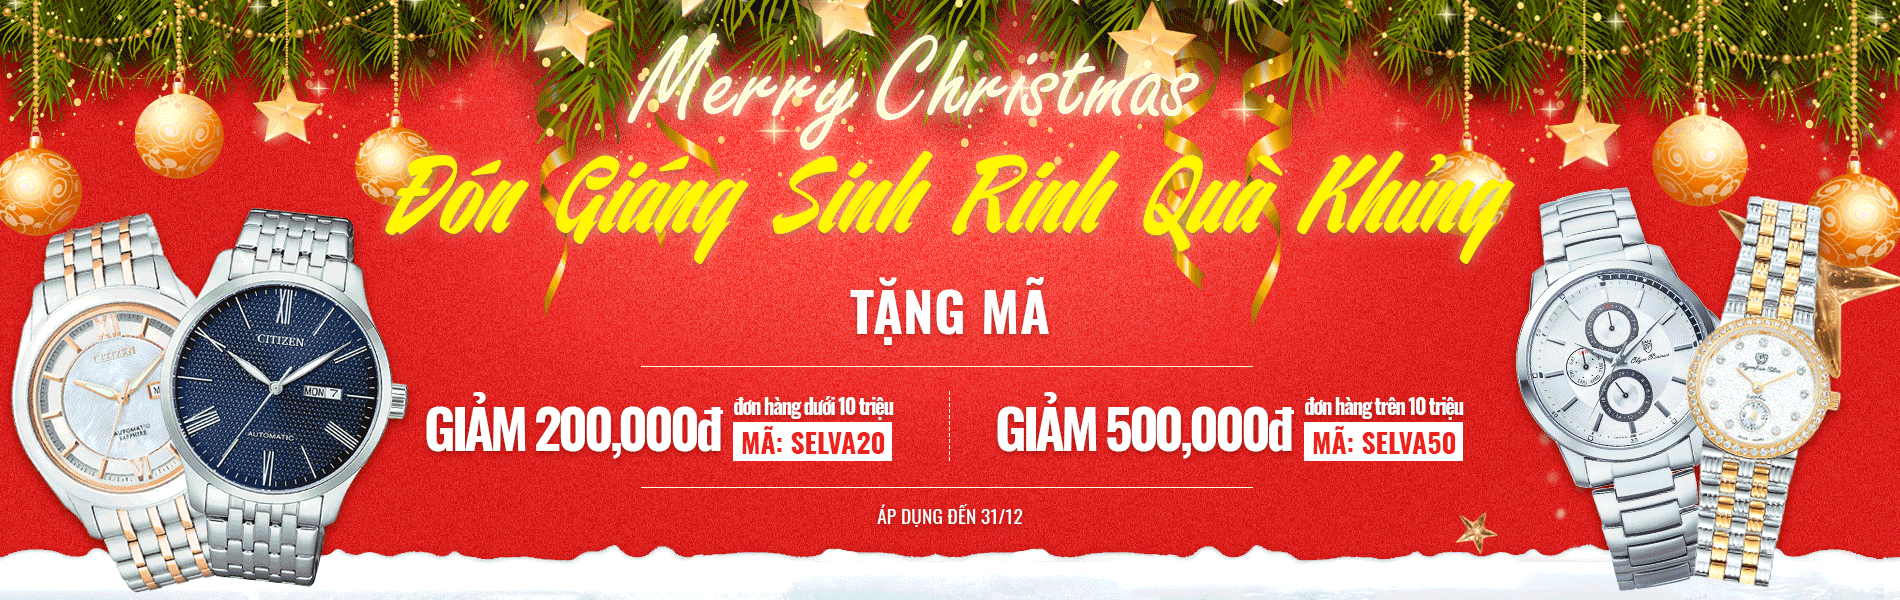 Merry Christmas
Đón Giáng Sinh Rinh Quà Khủng
TẶNG MÃ
GIẢM 200,000đ
đơn hàng dưới 10 triệu
MÃ: SELVA20
GIẢM 500,000đ
đơn hàng trên 10 triệu
MÃ: SELVA50
ÁP DỤNG ĐẾN 31/12
CITIZEN
AUTOMATIC
SAPPHIRE
CITIZEN
MON 7
AUTOMATIC